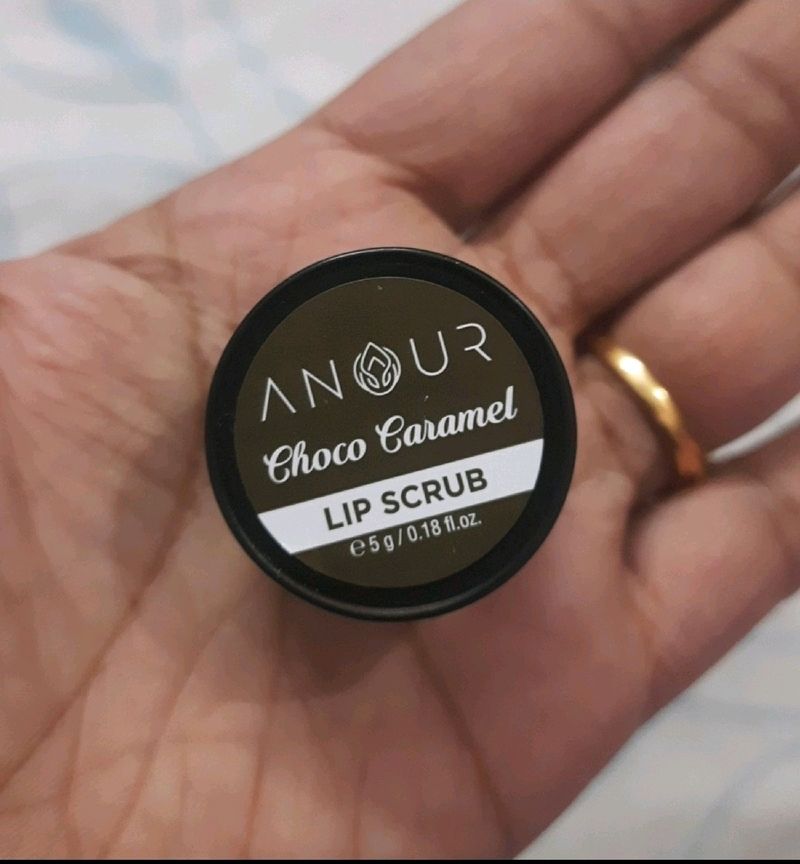 ANOUR
Choco Caramel
LIP SCRUB
℮ 5 g / 0.18 fl.oz.